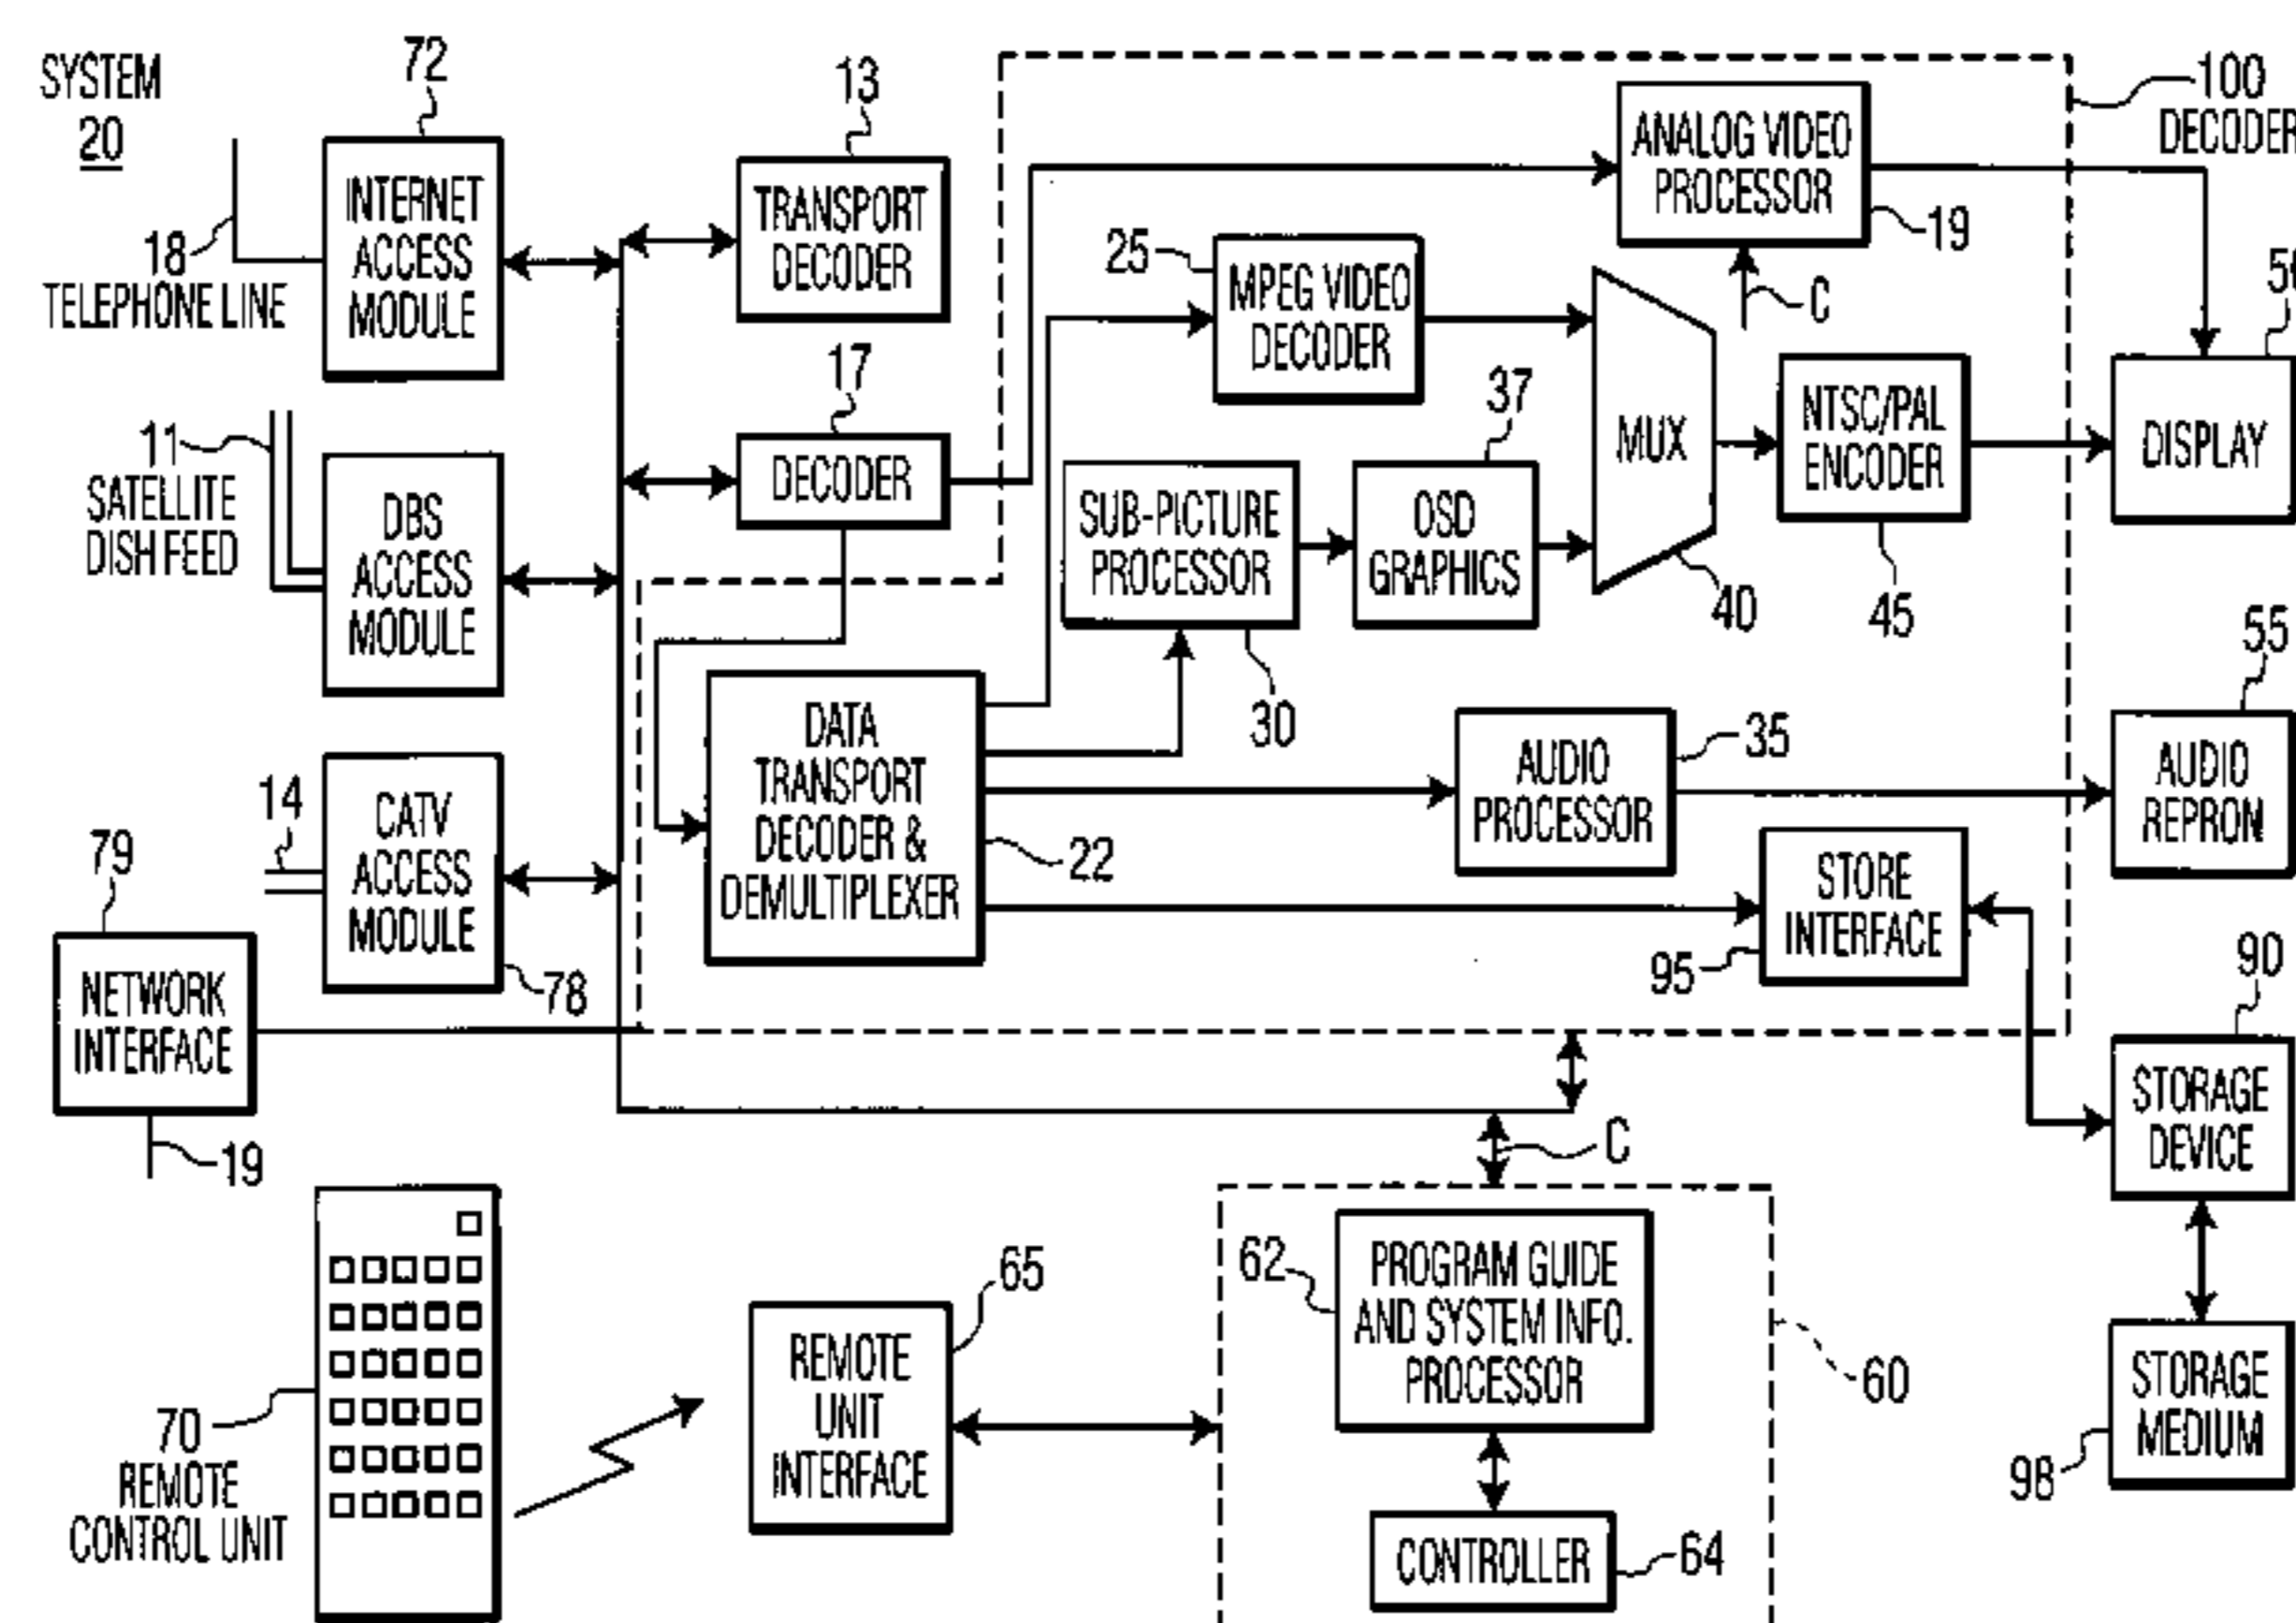 SYSTEM
20
72
INTERNET
ACCESS
MODULE
18
TELEPHONE LINE
13
TRANSPORT
DECODER
17
DECODER
11
SATELLITE
DISH FEED
DBS
ACCESS
MODULE
14
CATV
ACCESS
MODULE
78
79
NETWORK
INTERFACE
19
100
DECODER
ANALOG VIDEO
PROCESSOR
19
C
25
MPEG VIDEO
DECODER
37
SUB-PICTURE
PROCESSOR
30
OSD
GRAPHICS
MUX
40
NTSC/PAL
ENCODER
45
DISPLAY
DATA
TRANSPORT
DECODER &
DEMULTIPLEXER
22
AUDIO
PROCESSOR
35
55
AUDIO
REPRON
STORE
INTERFACE
95
90
STORAGE
DEVICE
STORAGE
MEDIUM
98
C
62
PROGRAM GUIDE
AND SYSTEM INFO.
PROCESSOR
60
CONTROLLER
64
65
REMOTE
UNIT
INTERFACE
70
REMOTE
CONTROL UNIT